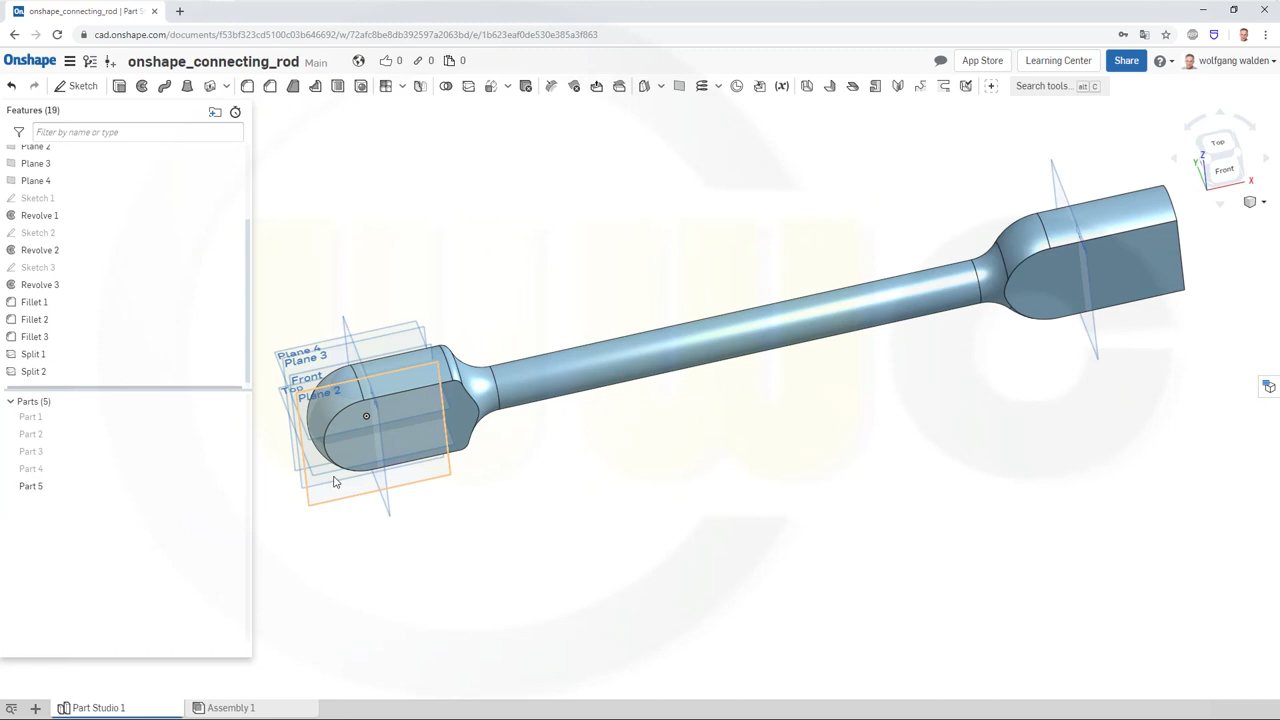 onshape_connecting_rod | Part S
cad.onshape.com/documents/f53bf323cd5100c03b646692/w/72afc8be8db392597a2063bd/e/1b623eaf0de530e385a3f863
Onshape
onshape_connecting_rod Main
0
0
0
App Store
Learning Center
Share
wolfgang walden
Sketch
(x)
Search tools... alt C
Features (19)
Filter by name or type
Plane 2
Plane 3
Plane 4
Sketch 1
Revolve 1
Sketch 2
Revolve 2
Sketch 3
Revolve 3
Fillet 1
Fillet 2
Fillet 3
Split 1
Split 2
Parts (5)
Part 1
Part 2
Part 3
Part 4
Part 5
Plane 4
Plane 3
Front
Top
Plane 2
Top
Front
Z
Y
X
Part Studio 1
Assembly 1